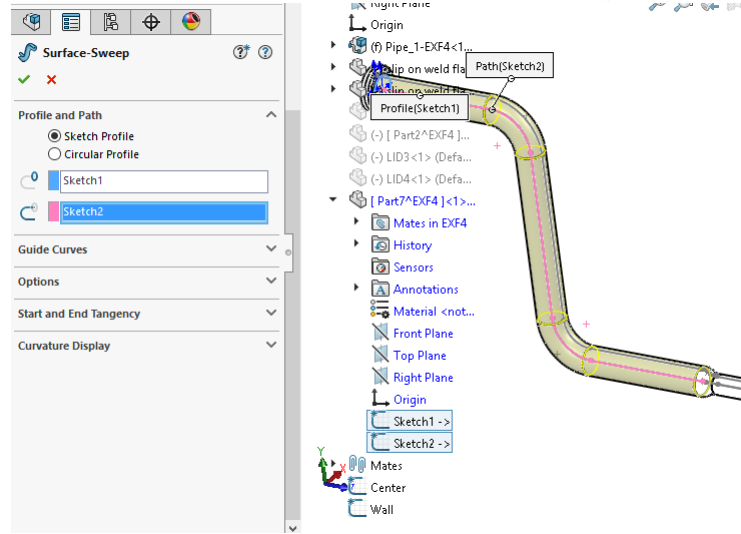 Surface-Sweep
Profile and Path
Sketch Profile
Circular Profile
Sketch1
Sketch2
Guide Curves
Options
Start and End Tangency
Curvature Display
Right Plane
Origin
(f) Pipe_1-EXF4<1...
slip on weld fla...
Path(Sketch2)
slip on weld fla...
Profile(Sketch1)
(-) [ Part2^EXF4 ]...
(-) LID3<1> (Defa...
(-) LID4<1> (Defa...
[ Part7^EXF4 ]<1>...
Mates in EXF4
History
Sensors
Annotations
Material <not...
Front Plane
Top Plane
Right Plane
Origin
Sketch1 ->
Sketch2 ->
Y
X
Mates
Center
Wall